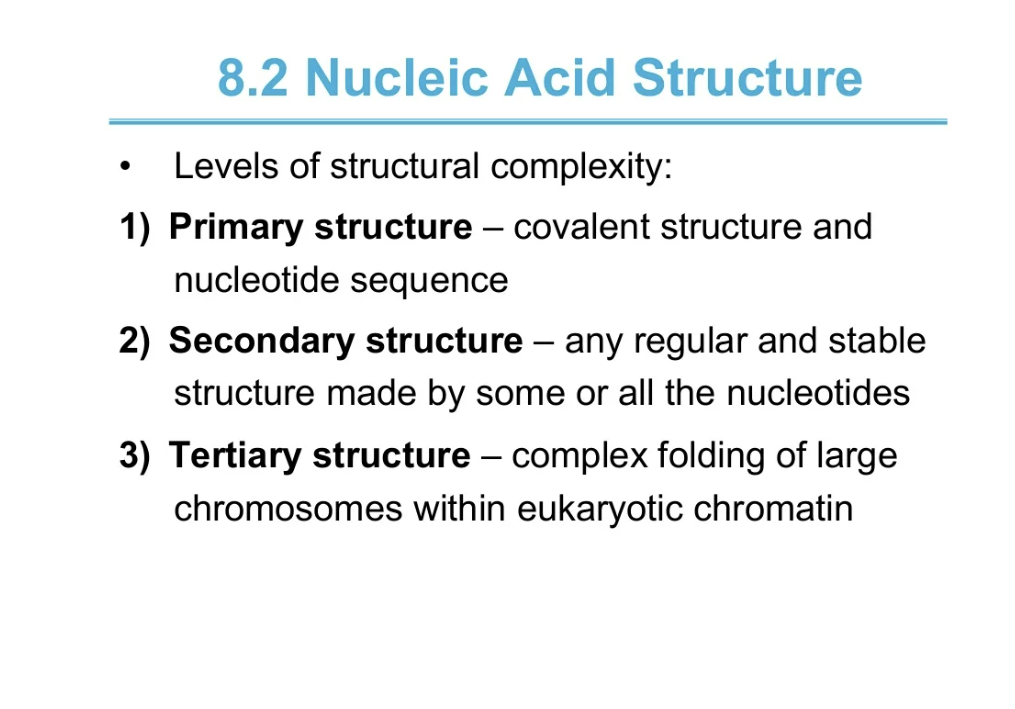 8.2 Nucleic Acid Structure
• Levels of structural complexity:
1) Primary structure – covalent structure and
nucleotide sequence
2) Secondary structure – any regular and stable
structure made by some or all the nucleotides
3) Tertiary structure – complex folding of large
chromosomes within eukaryotic chromatin